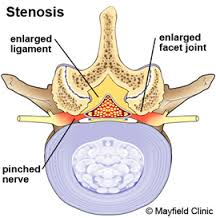 Stenosis
enlarged
ligament
enlarged
facet joint
pinched
nerve
© Mayfield Clinic